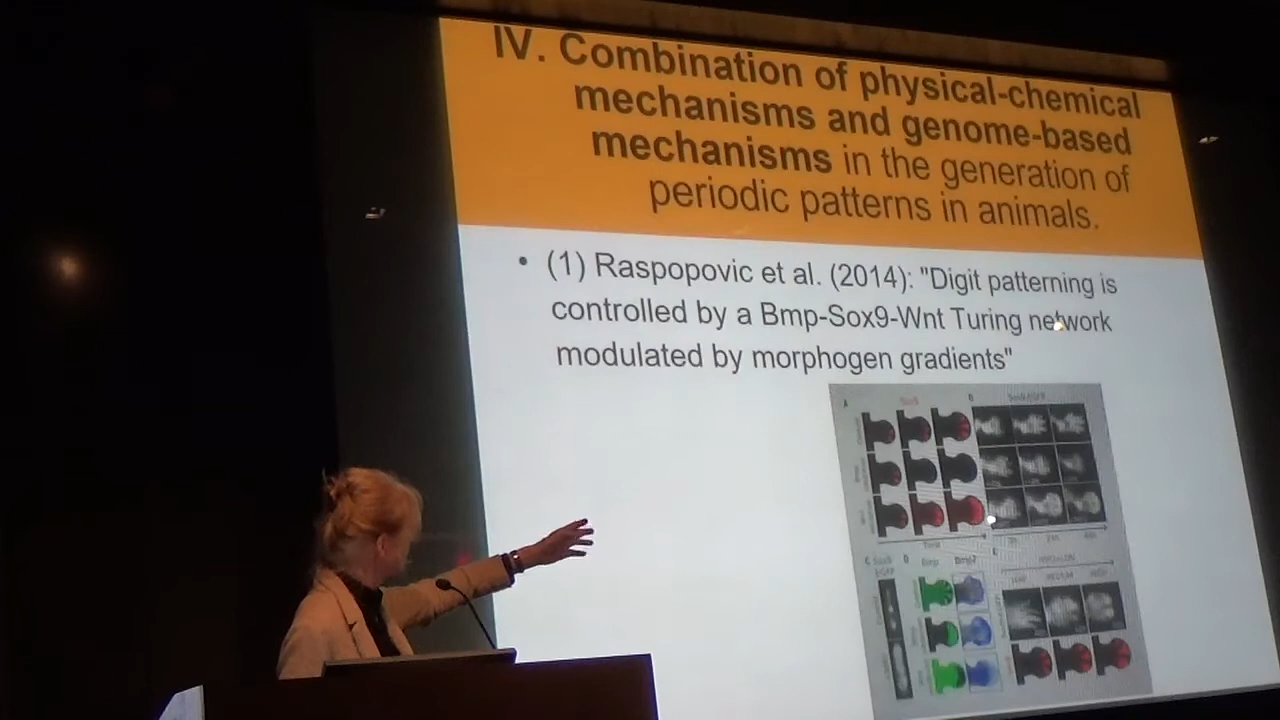 IV. Combination of physical-chemical
mechanisms and genome-based
mechanisms in the generation of
periodic patterns in animals.
• (1) Raspopovic et al. (2014): "Digit patterning is
controlled by a Bmp-Sox9-Wnt Turing network
modulated by morphogen gradients"
A
B
C
D
Bmp
E